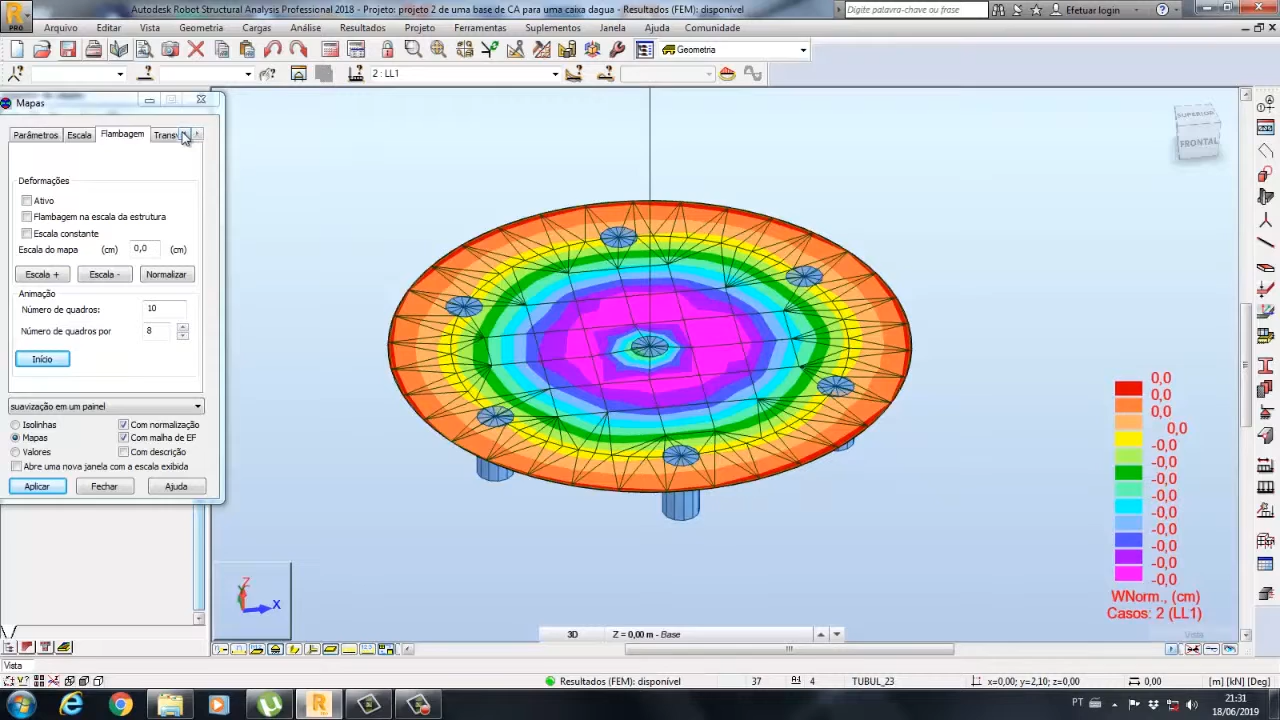 PRO
Autodesk Robot Structural Analysis Professional 2018 - Projeto: projeto 2 de uma base de CA para uma caixa dagua - Resultados (FEM): disponível
Digite palavra-chave ou frase
Efetuar login
Arquivo Editar Vista Geometria Cargas Análise Resultados Projeto Ferramentas Suplementos Janela Ajuda Comunidade
Geometria
2 : LL1
Mapas
Parâmetros Escala Flambagem Transv
Deformações
Ativo
Flambagem na escala da estrutura
Escala constante
Escala do mapa (cm) 0,0 (cm)
Escala + Escala - Normalizar
Animação
Número de quadros: 10
Número de quadros por 8
Início
suavização em um painel
Isolinhas Com normalização
Mapas Com malha de EF
Valores Com descrição
Abre uma nova janela com a escala exibida
Aplicar Fechar Ajuda
SUPERIOR
FRONTAL
0,0
0,0
0,0
0,0
-0,0
-0,0
-0,0
-0,0
-0,0
-0,0
-0,0
-0,0
-0,0
WNorm., (cm)
Casos: 2 (LL1)
Z
X
3D Z = 0,00 m - Base
Vista
Vista
Resultados (FEM): disponível 37 4 TUBUL_23 x=0,00; y=2,10; z=0,00 0,00 [m] [kN] [Deg]
PT
21:31
18/06/2019